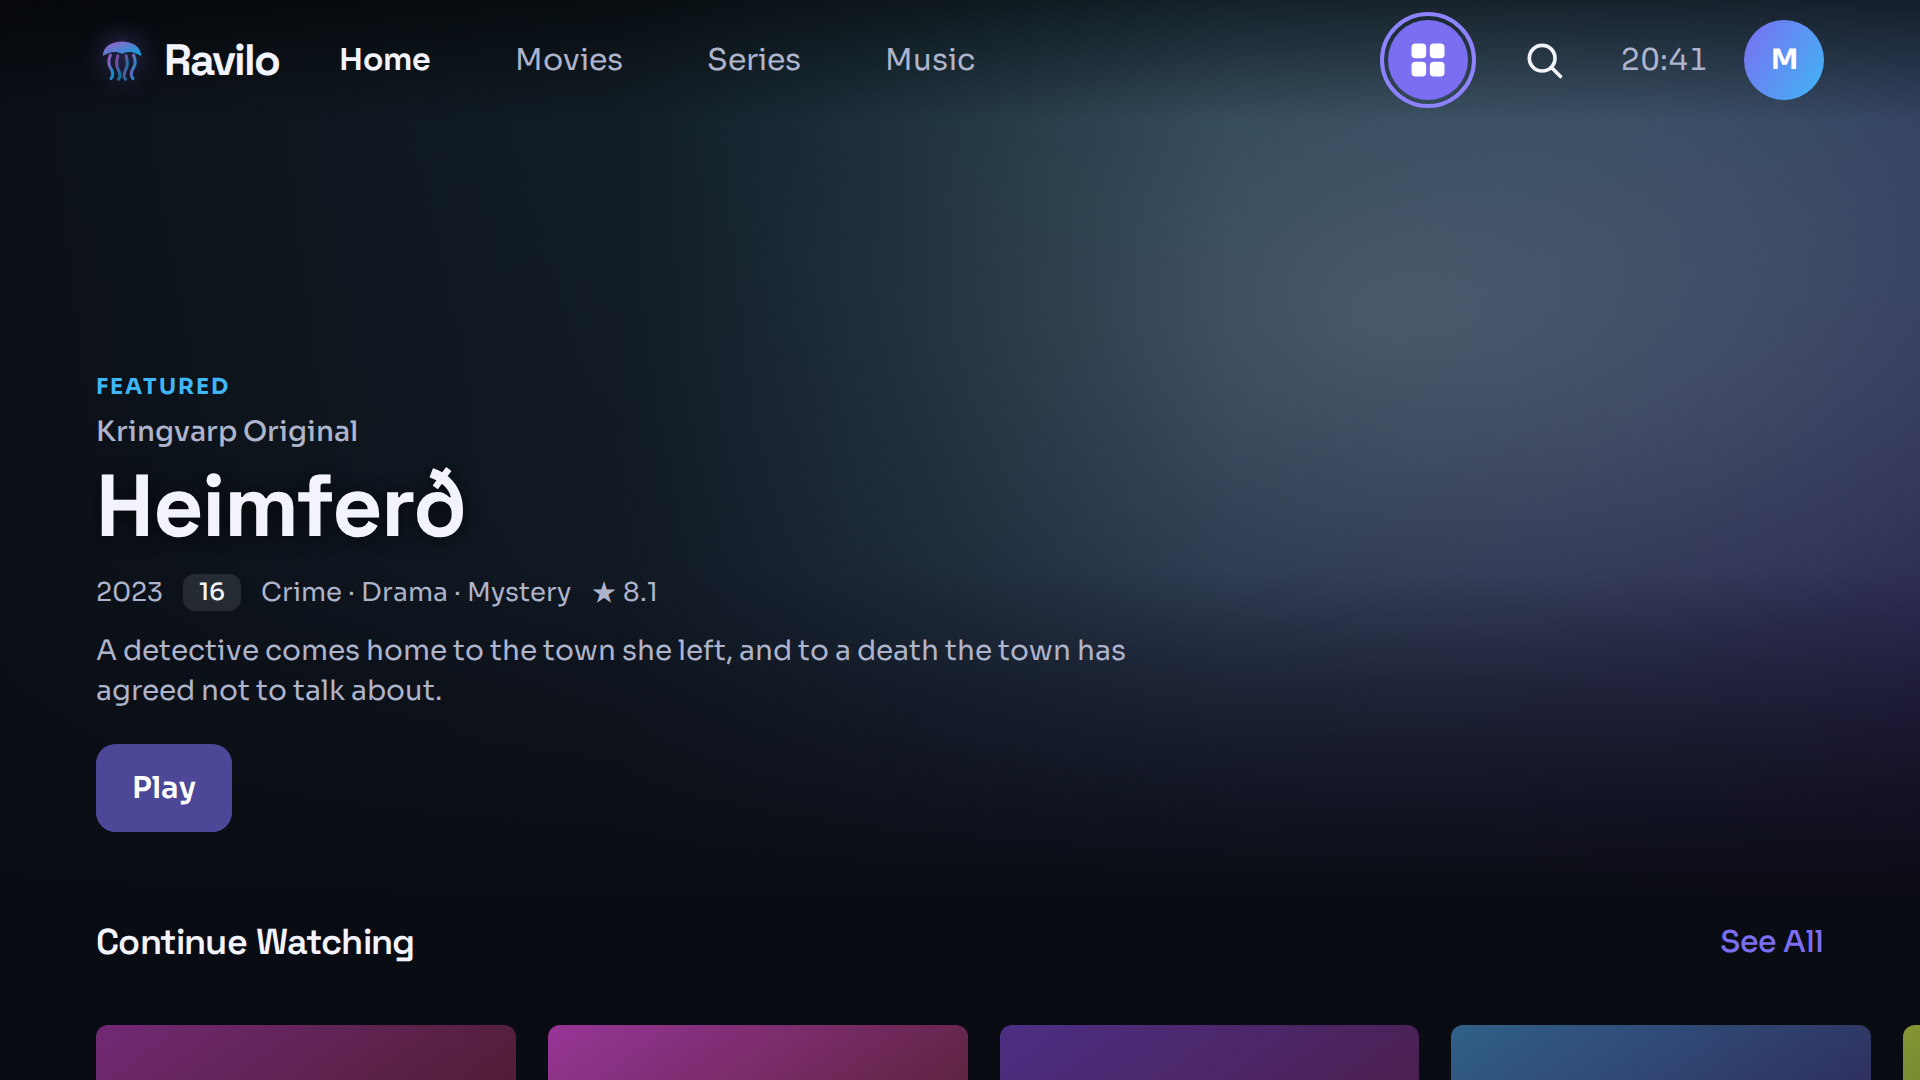 Ravilo
Home
Movies
Series
Music
20:41
M
FEATURED
Kringvarp Original
Heimferð
2023
16
Crime · Drama · Mystery
★ 8.1
A detective comes home to the town she left, and to a death the town has
agreed not to talk about.
Play
Continue Watching
See All